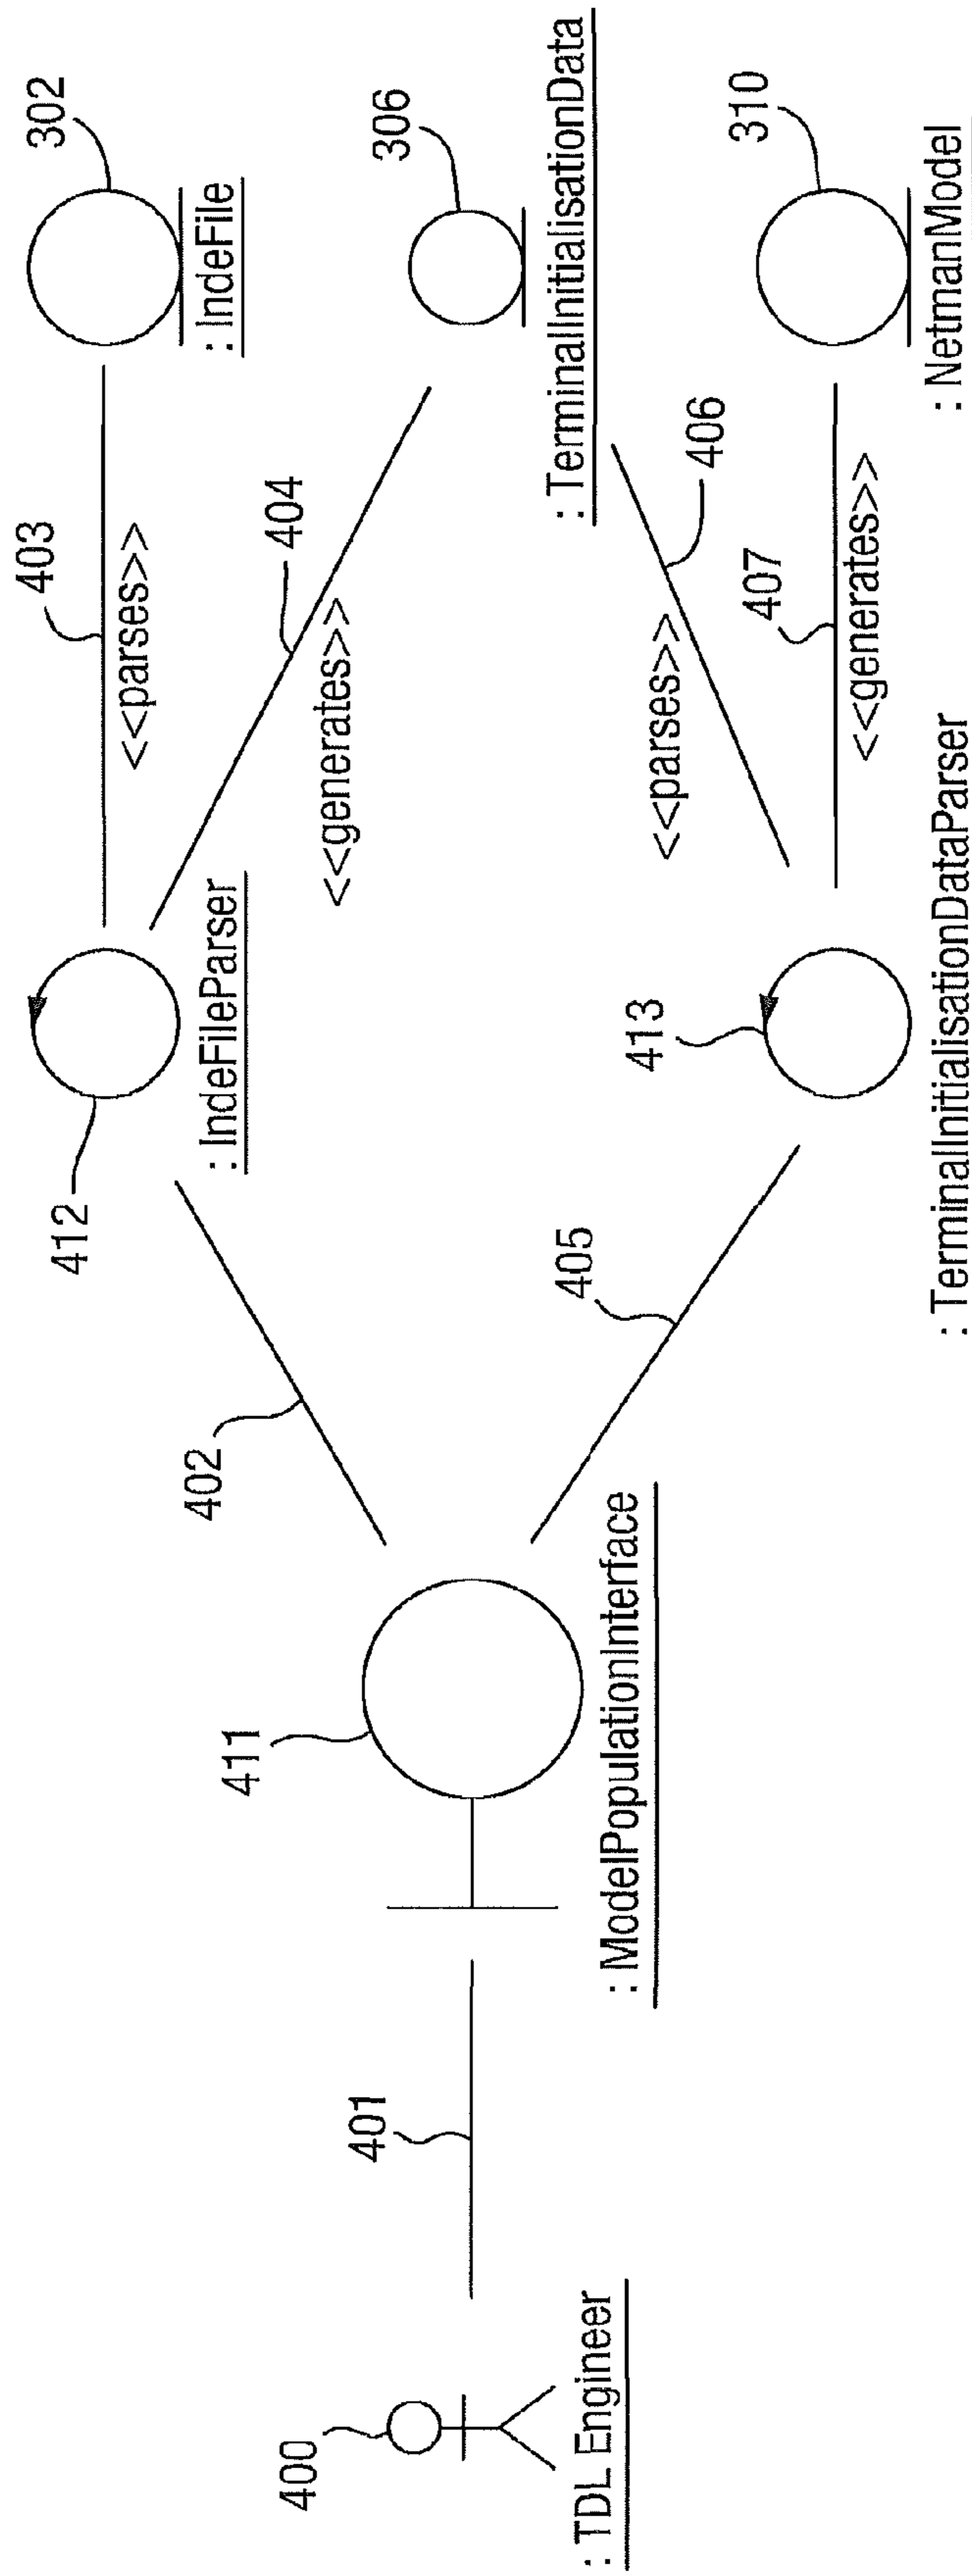 403
302
412
<<parses>>
: IndeFileParser
: IndeFile
402
411
404
400
<<generates>>
401
306
: TerminalInitialisationData
405
: TDL Engineer
: ModelPopulationInterface
413
<<parses>>
406
407
310
<<generates>>
: TerminalInitialisationDataParser
: NetmanModel